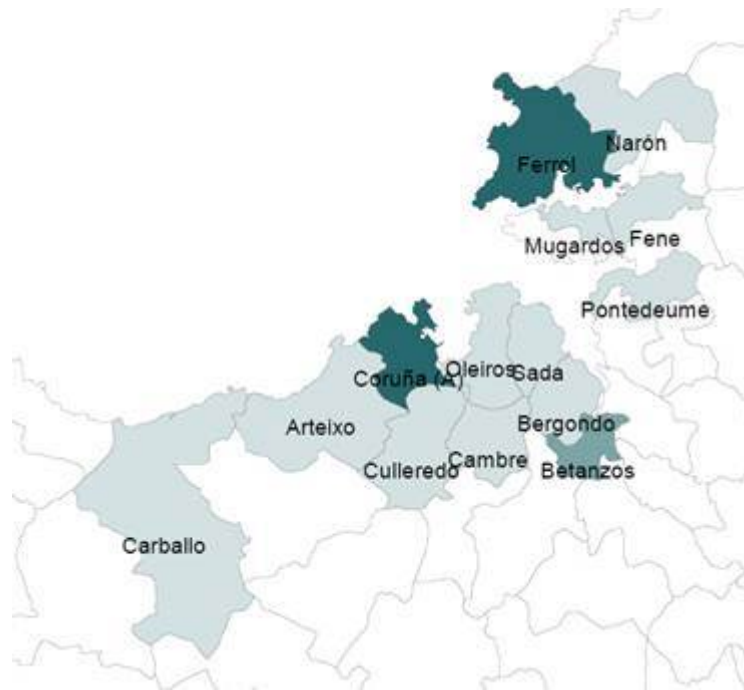 Narón
Ferrol
Mugardos
Fene
Pontedeume
Oleiros
Sada
Coruña (A)
Arteixo
Bergondo
Culleredo
Cambre
Betanzos
Carballo